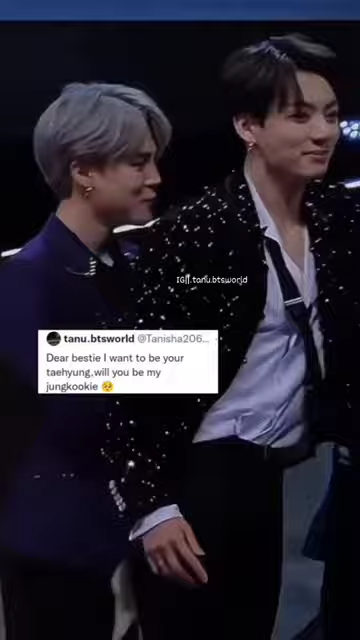 IG||.tanu.btsworld
tanu.btsworld @Tanisha206...
Dear bestie I want to be your
taehyung,will you be my
jungkookie 🥺